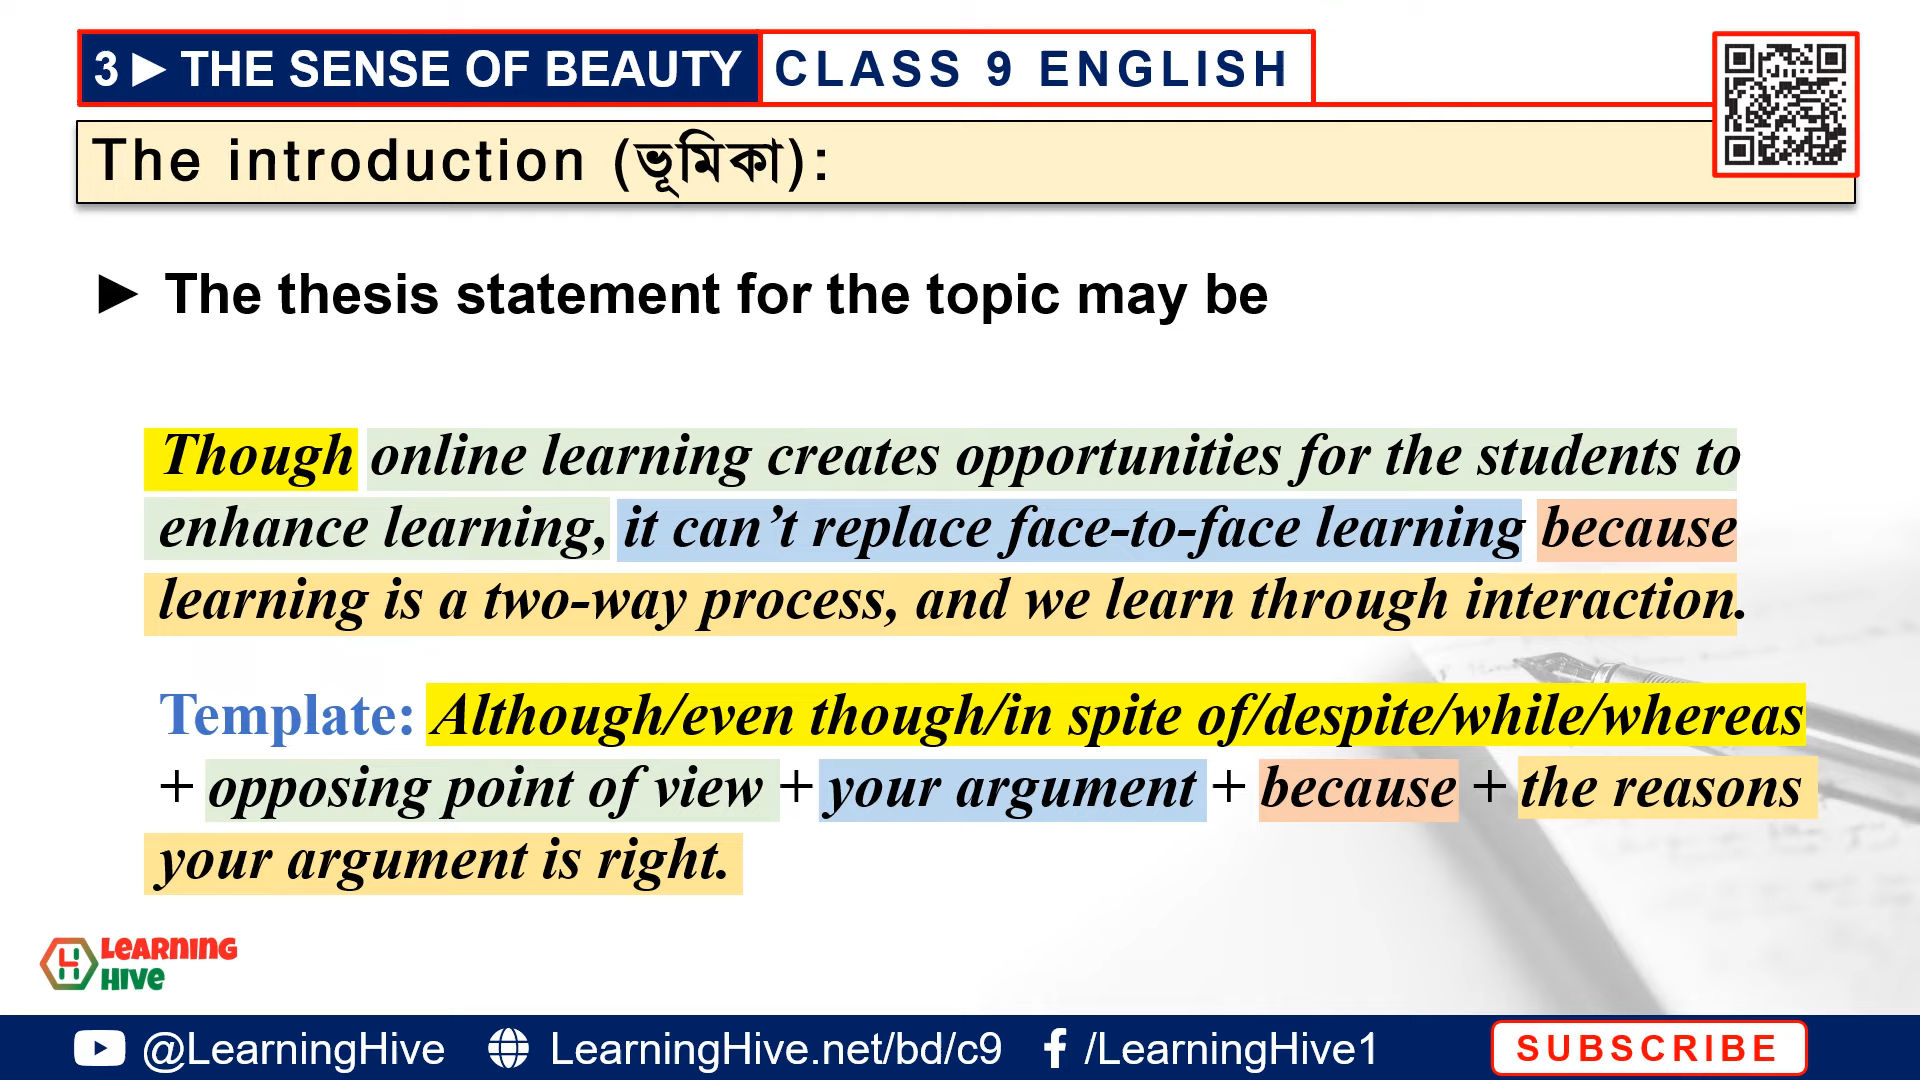 3 ► THE SENSE OF BEAUTY CLASS 9 ENGLISH
The introduction (ভূমিকা):
► The thesis statement for the topic may be
Though online learning creates opportunities for the students to
enhance learning, it can’t replace face-to-face learning because
learning is a two-way process, and we learn through interaction.
Template: Although/even though/in spite of/despite/while/whereas
+ opposing point of view + your argument + because + the reasons
your argument is right.
LEARNING
HIVE
@LearningHive LearningHive.net/bd/c9 /LearningHive1 SUBSCRIBE